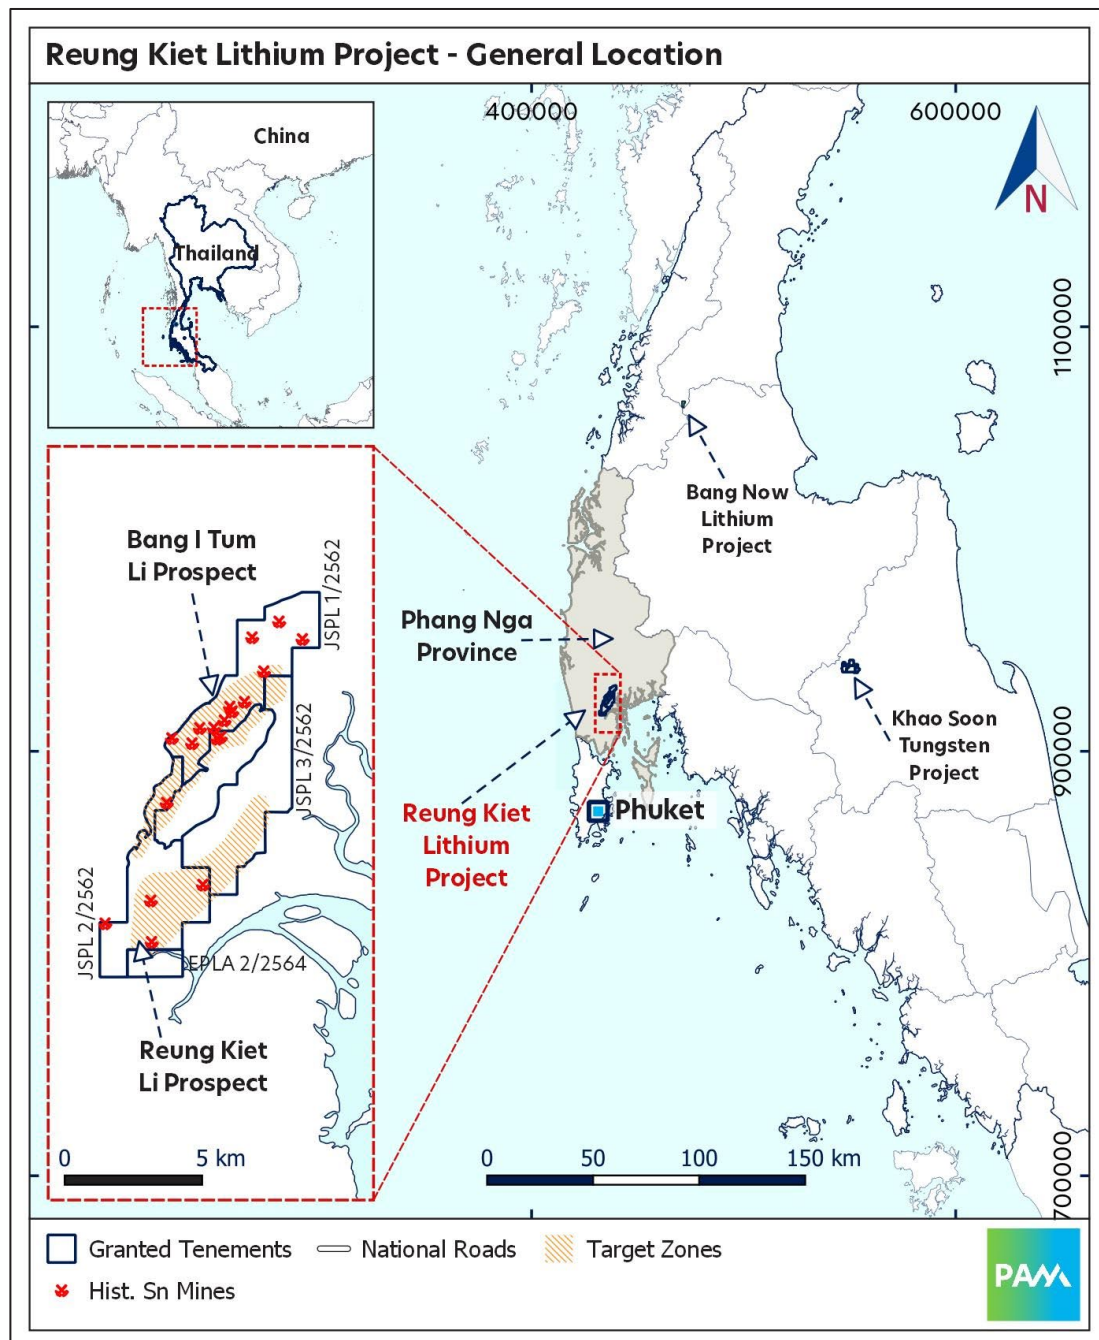 Reung Kiet Lithium Project - General Location
China
Thailand
400000
600000
N
1100000
900000
700000
Bang Now
Lithium
Project
Phang Nga
Province
Khao Soon
Tungsten
Project
Reung Kiet
Lithium
Project
Phuket
Bang I Tum
Li Prospect
JSPL 1/2562
JSPL 3/2562
JSPL 2/2562
EPLA 2/2564
Reung Kiet
Li Prospect
0 5 km
0 50 100 150 km
Granted Tenements National Roads Target Zones
Hist. Sn Mines
PAM